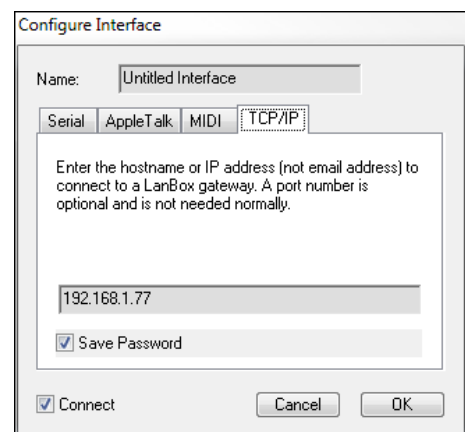 Configure Interface
Name: Untitled Interface
Serial AppleTalk MIDI TCP/IP
Enter the hostname or IP address (not email address) to
connect to a LanBox gateway. A port number is
optional and is not needed normally.
192.168.1.77
Save Password
Connect Cancel OK